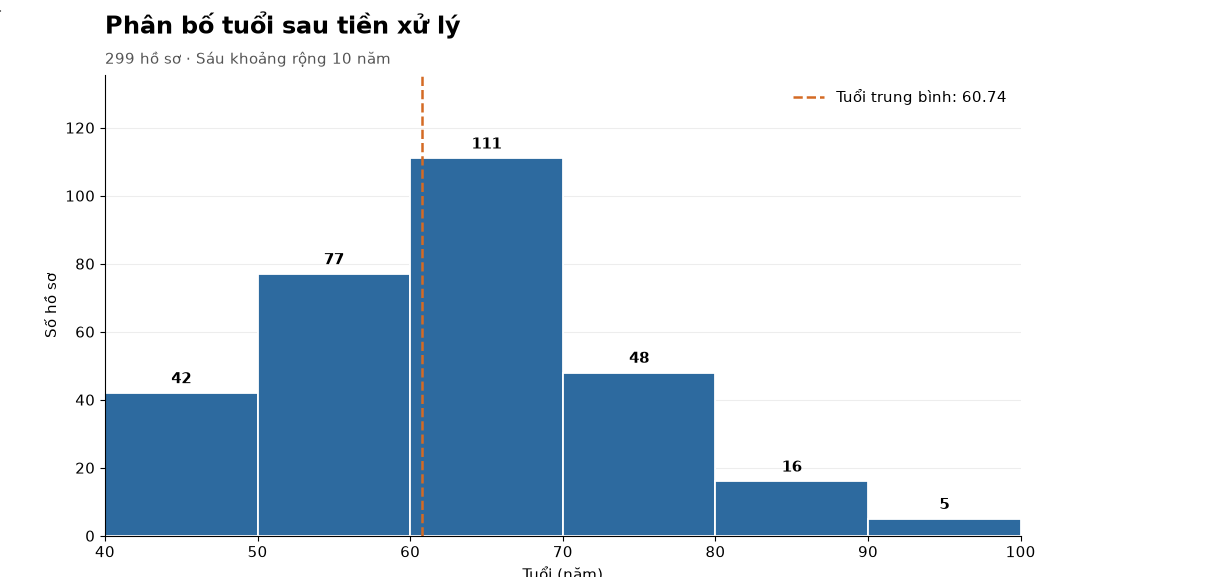 Phân bố tuổi sau tiền xử lý
299 hồ sơ · Sáu khoảng rộng 10 năm
Tuổi trung bình: 60.74
120
100
80
60
40
20
0
Số hồ sơ
42
77
111
48
16
5
40 50 60 70 80 90 100
Tuổi (năm)